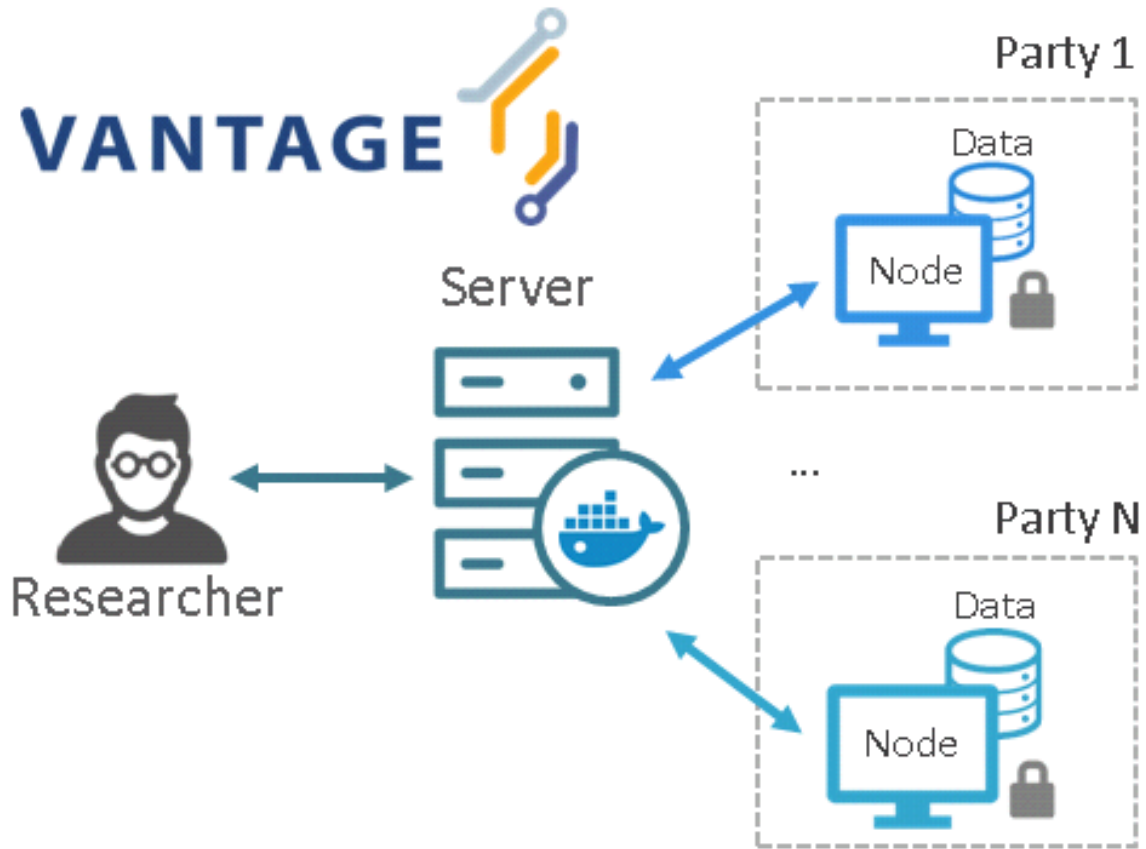 VANTAGE
Party 1
Data
Node
Server
Researcher
...
Party N
Data
Node